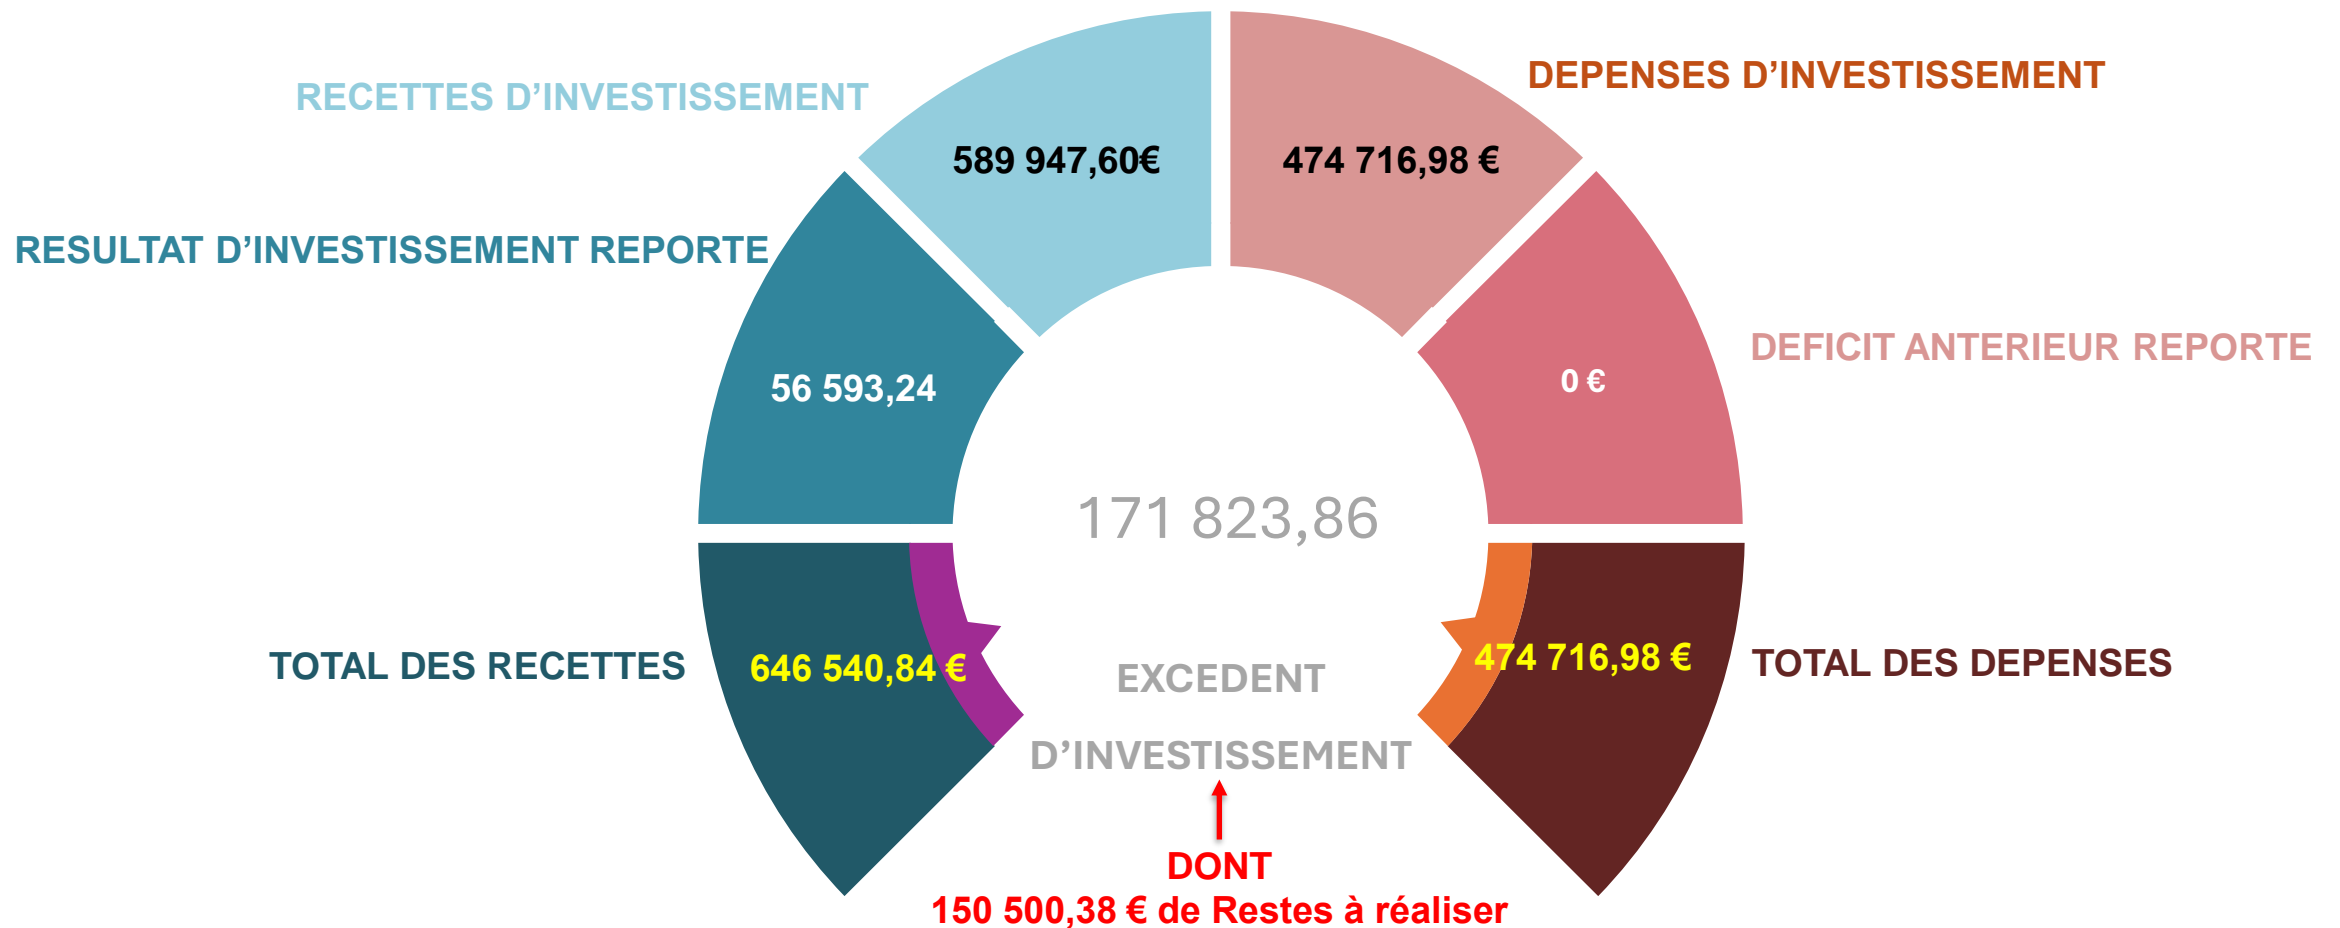 RECETTES D’INVESTISSEMENT
589 947,60€
DEPENSES D’INVESTISSEMENT
474 716,98 €
RESULTAT D’INVESTISSEMENT REPORTE
56 593,24
DEFICIT ANTERIEUR REPORTE
0 €
171 823,86
EXCEDENT
D’INVESTISSEMENT
TOTAL DES RECETTES
646 540,84 €
474 716,98 €
TOTAL DES DEPENSES
DONT
150 500,38 € de Restes à réaliser